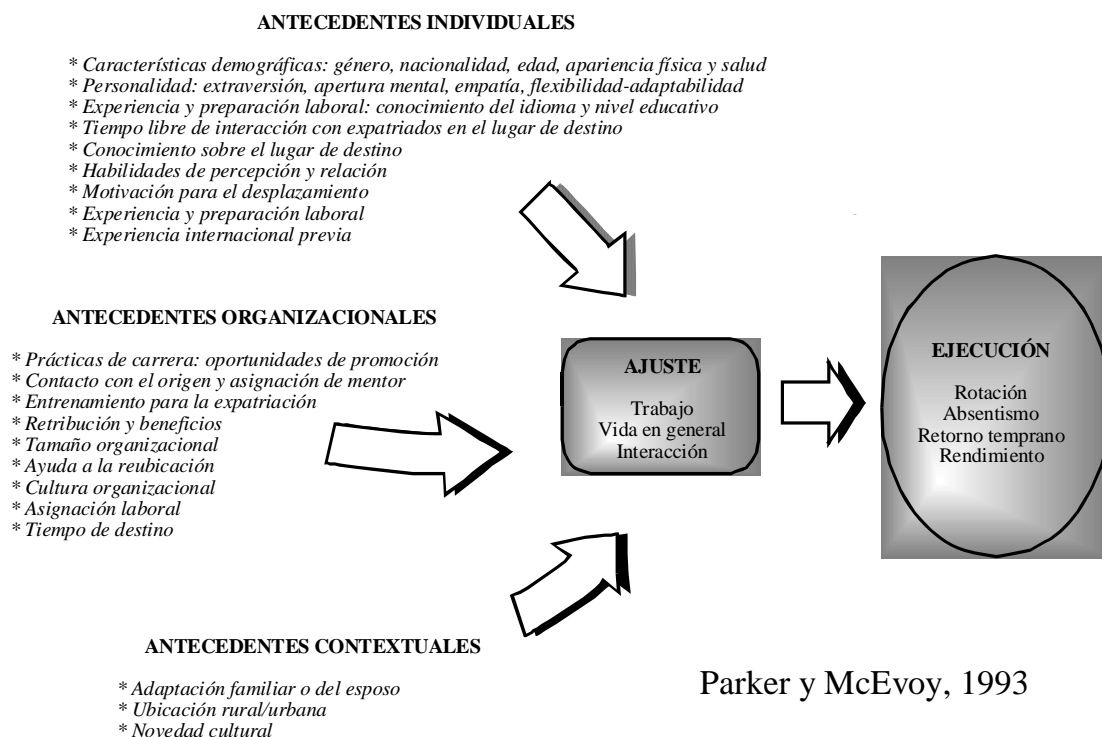 ANTECEDENTES INDIVIDUALES
* Características demográficas: género, nacionalidad, edad, apariencia física y salud
* Personalidad: extraversión, apertura mental, empatía, flexibilidad-adaptabilidad
* Experiencia y preparación laboral: conocimiento del idioma y nivel educativo
* Tiempo libre de interacción con expatriados en el lugar de destino
* Conocimiento sobre el lugar de destino
* Habilidades de percepción y relación
* Motivación para el desplazamiento
* Experiencia y preparación laboral
* Experiencia internacional previa
ANTECEDENTES ORGANIZACIONALES
* Prácticas de carrera: oportunidades de promoción
* Contacto con el origen y asignación de mentor
* Entrenamiento para la expatriación
* Retribución y beneficios
* Tamaño organizacional
* Ayuda a la reubicación
* Cultura organizacional
* Asignación laboral
* Tiempo de destino
AJUSTE
Trabajo
Vida en general
Interacción
EJECUCIÓN
Rotación
Absentismo
Retorno temprano
Rendimiento
ANTECEDENTES CONTEXTUALES
* Adaptación familiar o del esposo
* Ubicación rural/urbana
* Novedad cultural
Parker y McEvoy, 1993